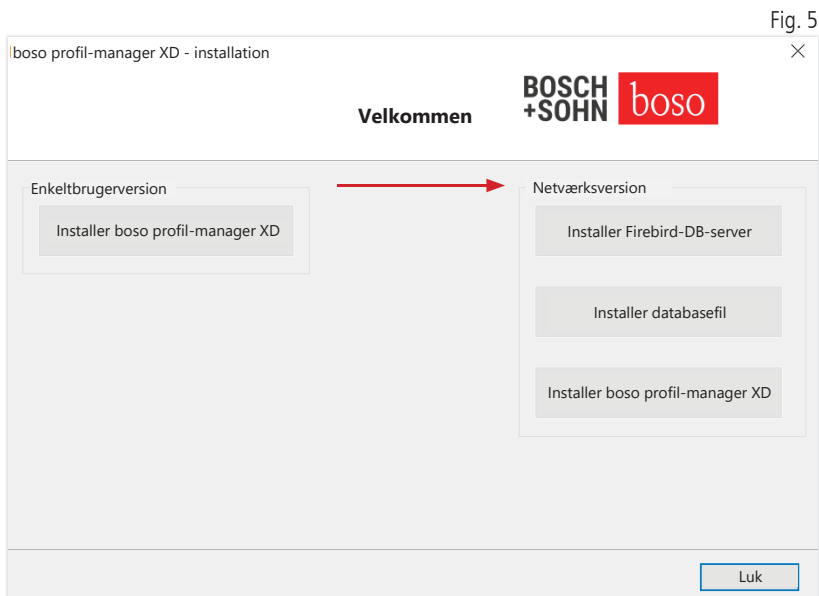 Fig. 5
boso profil-manager XD - installation
Velkommen
BOSCH
+SOHN
boso
Enkeltbrugerversion
Installer boso profil-manager XD
Netværksversion
Installer Firebird-DB-server
Installer databasefil
Installer boso profil-manager XD
Luk